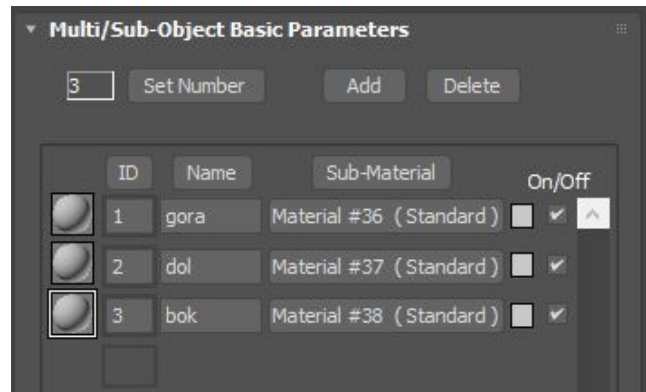 Multi/Sub-Object Basic Parameters
3 Set Number Add Delete
ID Name Sub-Material On/Off
1 gora Material #36 ( Standard )
2 dol Material #37 ( Standard )
3 bok Material #38 ( Standard )